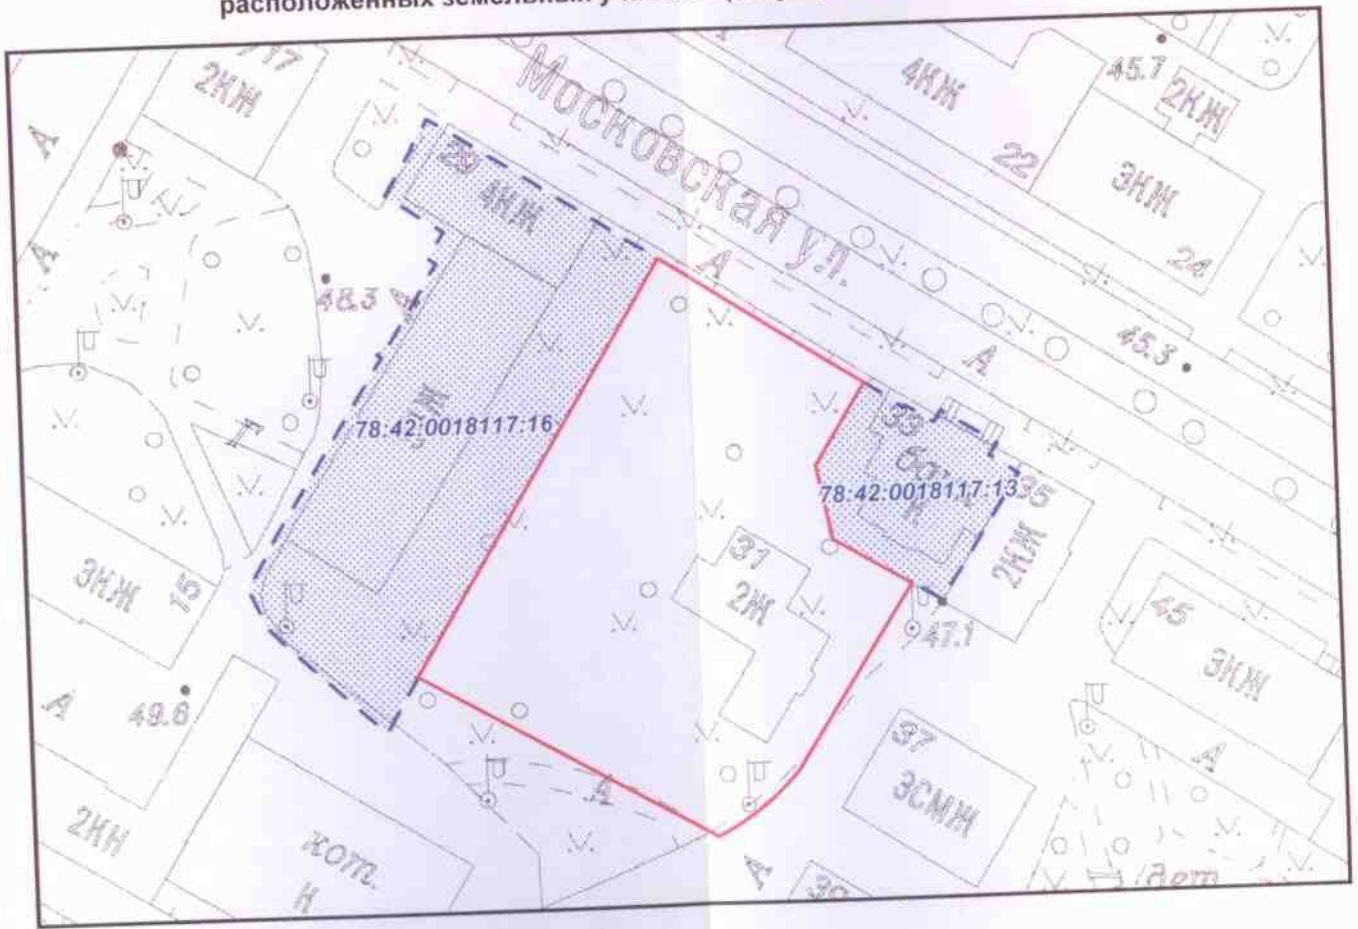 расположенных земельных
2КЖ
Московская ул.
4КЖ
22
45.7
2КЖ
3КЖ
24
4КЖ
А
А
А
48.3
А
45.3
А
78:42:0018117:16
33
78:42:0018117:13
35
2КЖ
31
2Ж
3КЖ
15
47.1
45
3КЖ
А
49.6
А
37
3СМЖ
А
2КН
кот.
Н
А
дет.